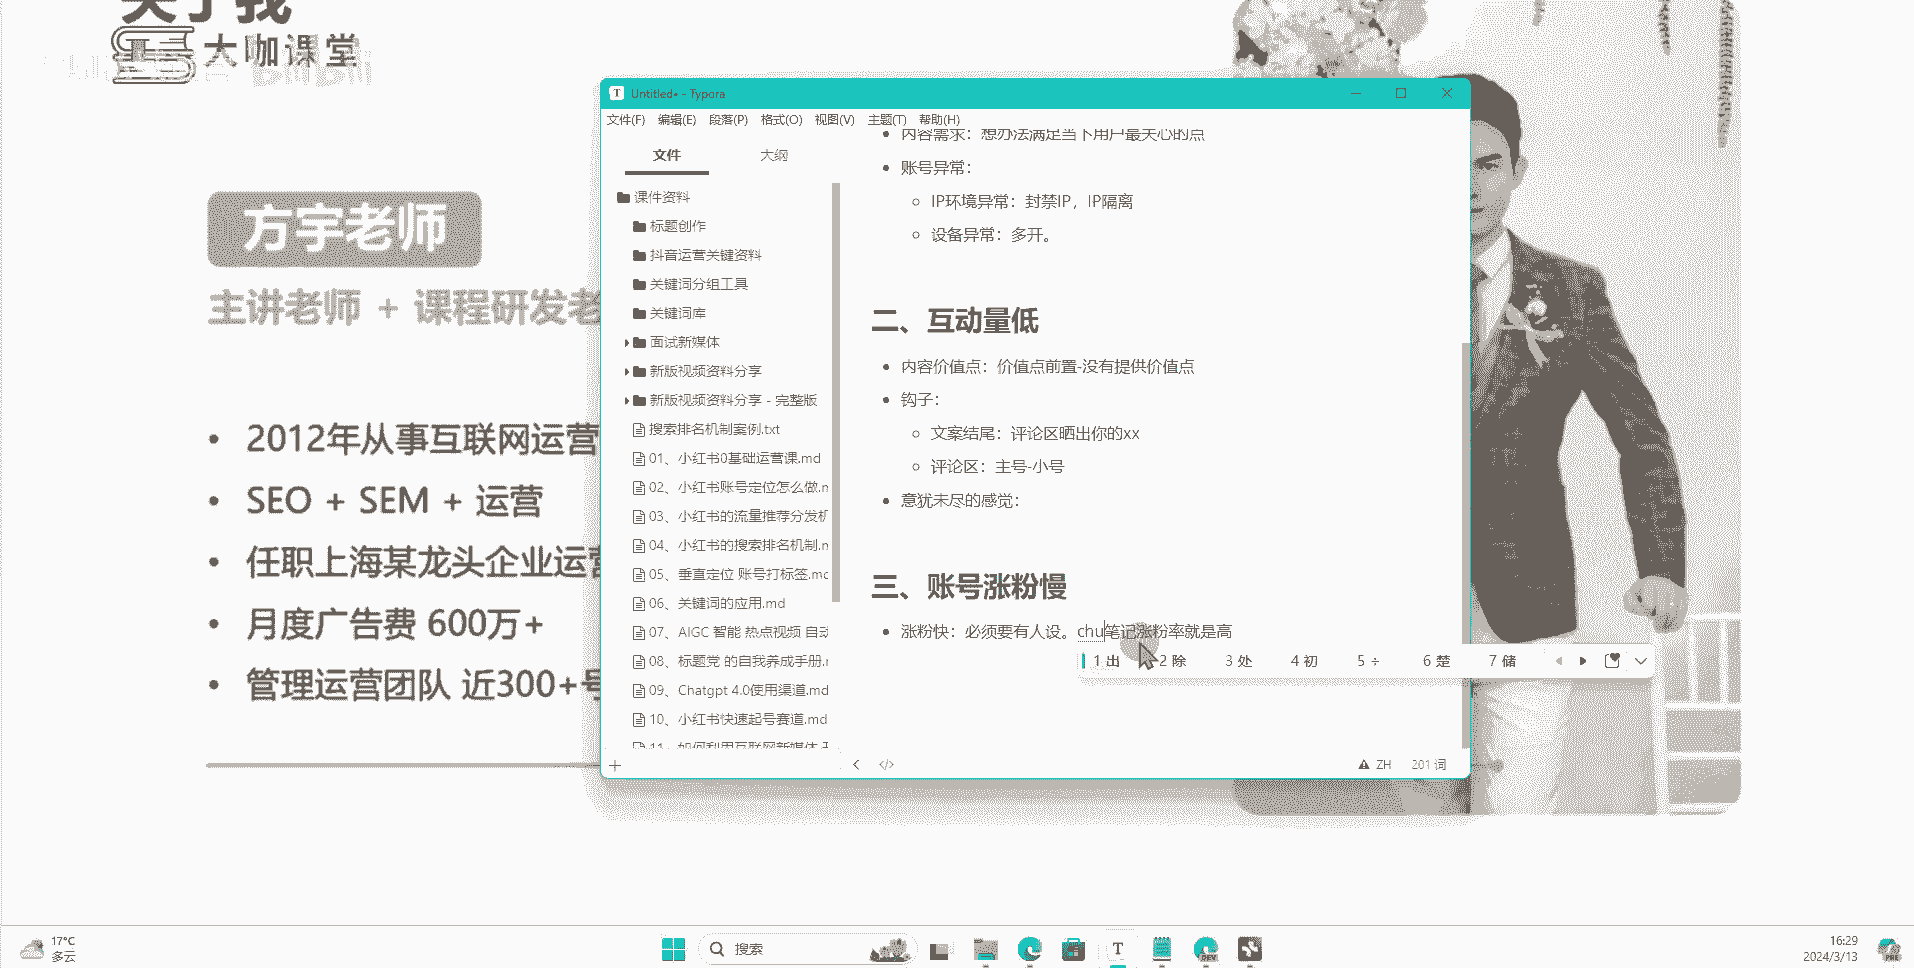 关于我
大咖课堂
bilibili
方宇老师
主讲老师 + 课程研发老
• 2012年从事互联网运营
• SEO + SEM + 运营
• 任职上海某龙头企业运营
• 月度广告费 600万+
• 管理运营团队 近300+号
Untitled• - Typora
文件(F) 编辑(E) 段落(P) 格式(O) 视图(V) 主题(T) 帮助(H)
文件 大纲
课件资料
标题创作
抖音运营关键资料
关键词分组工具
关键词库
面试新媒体
新版视频资料分享
新版视频资料分享 - 完整版
搜索排名机制案例.txt
01、小红书0基础运营课.md
02、小红书账号定位怎么做.m
03、小红书的流量推荐分发机
04、小红书的搜索排名机制.m
05、垂直定位 账号打标签.md
06、关键词的应用.md
07、AIGC 智能 热点视频 自动
08、标题党 的自我养成手册.m
09、Chatgpt 4.0使用渠道.md
10、小红书快速起号赛道.md
11、如何利用互联网新媒体
• 内容需求：想办法满足当下用户最关心的点
• 账号异常：
◦ IP环境异常：封禁IP，IP隔离
◦ 设备异常：多开。
二、互动量低
• 内容价值点：价值点前置-没有提供价值点
• 钩子：
◦ 文案结尾：评论区晒出你的xx
◦ 评论区：主号-小号
• 意犹未尽的感觉：
三、账号涨粉慢
• 涨粉快：必须要有人设。chu笔记涨粉率就是高
1 出 2 除 3 处 4 初 5 ÷ 6 楚 7 储
ZH 201 词
17°C
多云
搜索
T
DEV
16:29
2024/3/13
PRE